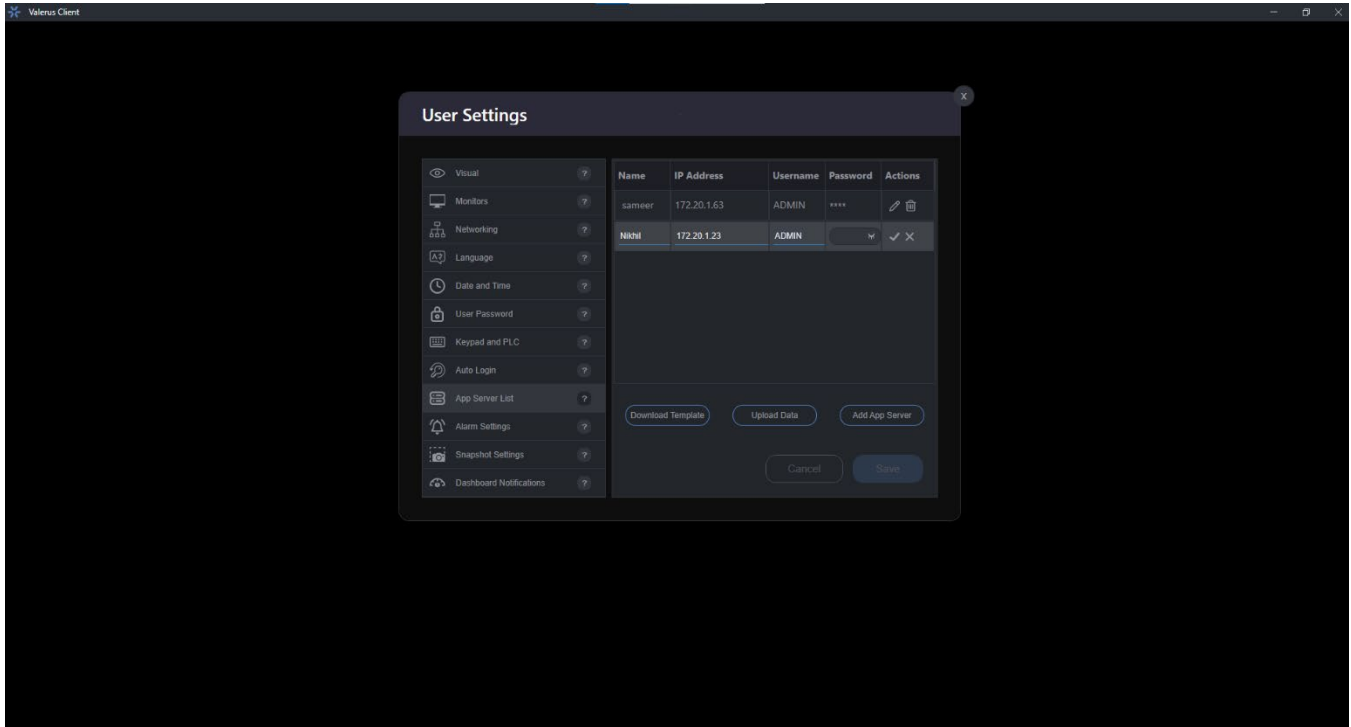 Valerus Client
User Settings
X
Visual ?
Monitors ?
Networking ?
Language ?
Date and Time ?
User Password ?
Keypad and PLC ?
Auto Login ?
App Server List ?
Alarm Settings ?
Snapshot Settings ?
Dashboard Notifications ?
Name IP Address Username Password Actions
sameer 172.20.1.63 ADMIN ****
Nikhil 172.20.1.23 ADMIN
Download Template Upload Data Add App Server
Cancel Save